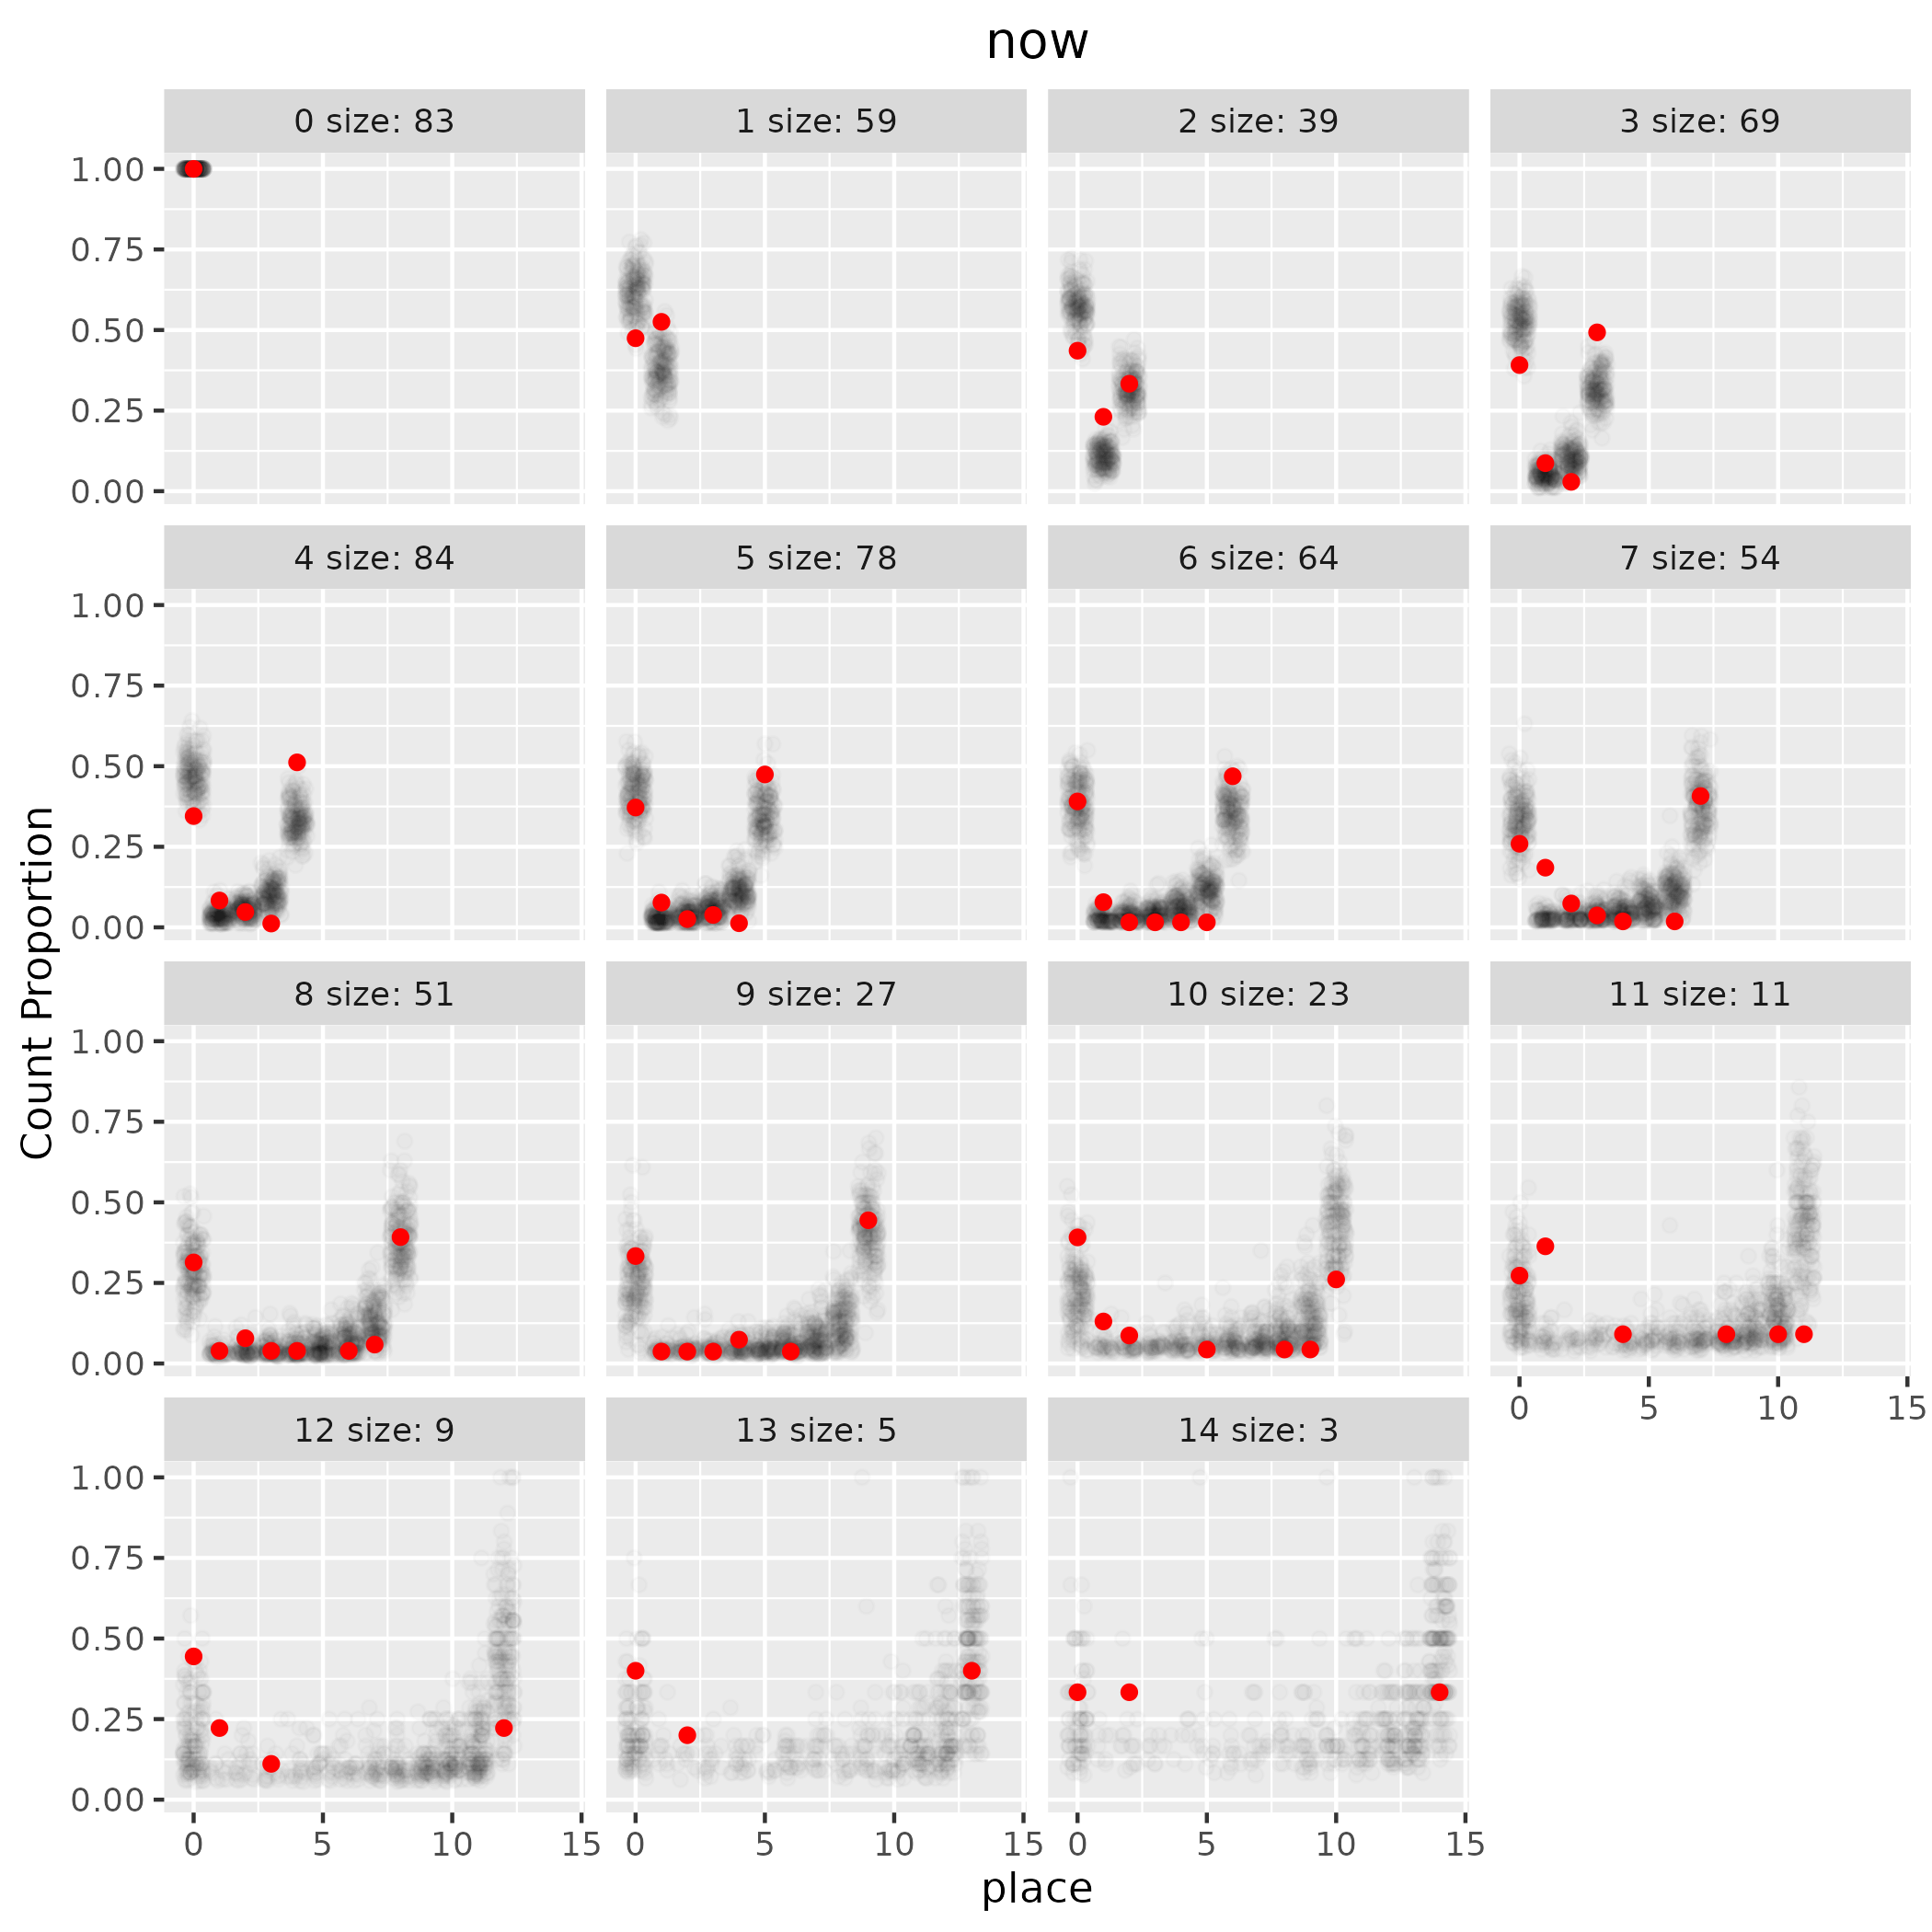 now
0 size: 83
1 size: 59
2 size: 39
3 size: 69
1.00
0.75
0.50
0.25
0.00
4 size: 84
5 size: 78
6 size: 64
7 size: 54
1.00
0.75
0.50
0.25
0.00
Count Proportion
8 size: 51
9 size: 27
10 size: 23
11 size: 11
1.00
0.75
0.50
0.25
0.00
0 5 10 15
12 size: 9
13 size: 5
14 size: 3
1.00
0.75
0.50
0.25
0.00
0 5 10 15
0 5 10 15
0 5 10 15
place